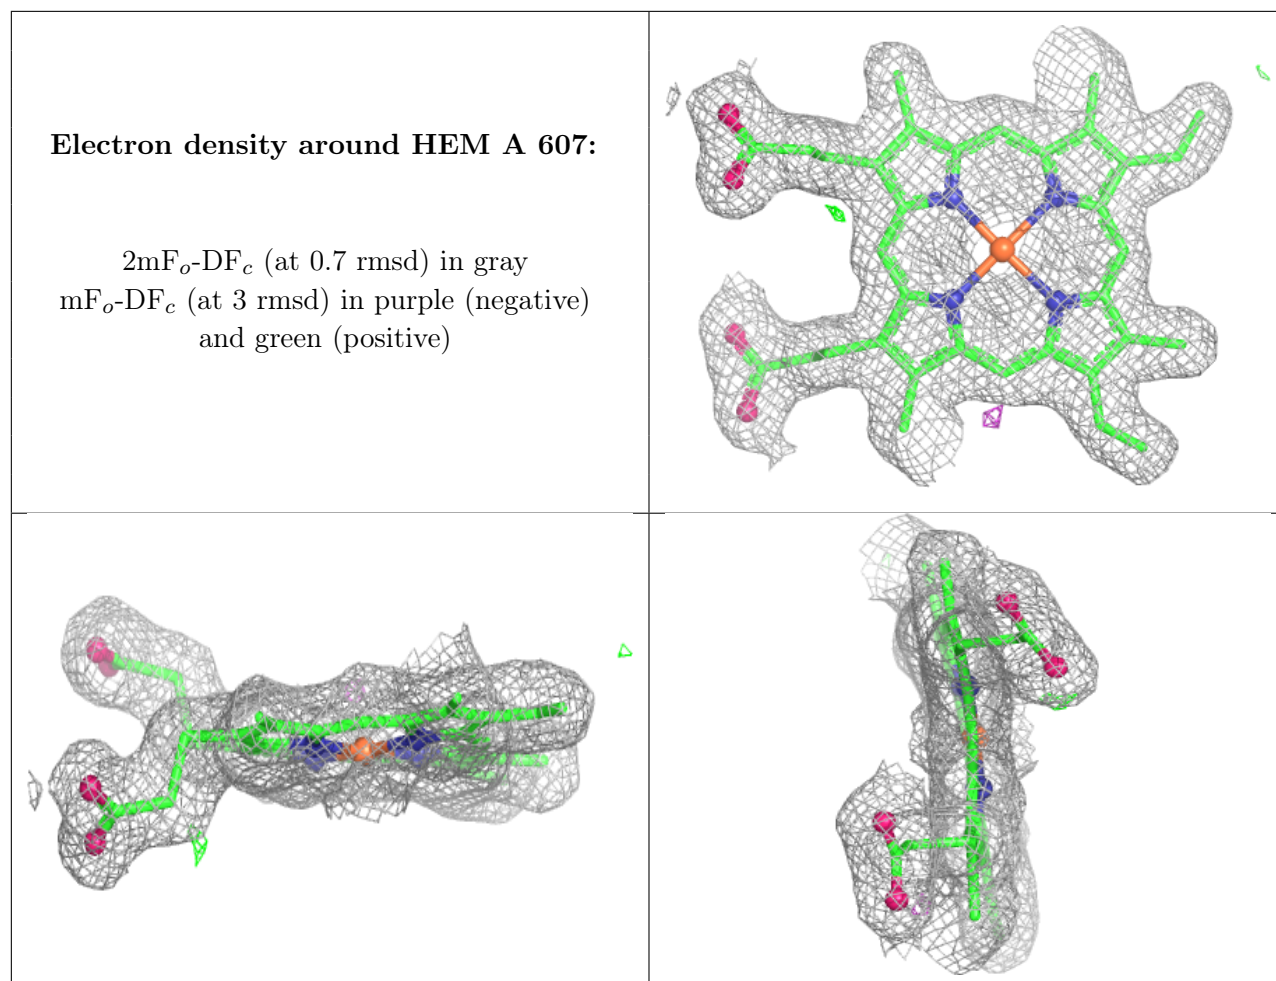 Electron density around HEM A 607:
2mFₒ-DF𝑐 (at 0.7 rmsd) in gray
mFₒ-DF𝑐 (at 3 rmsd) in purple (negative)
and green (positive)